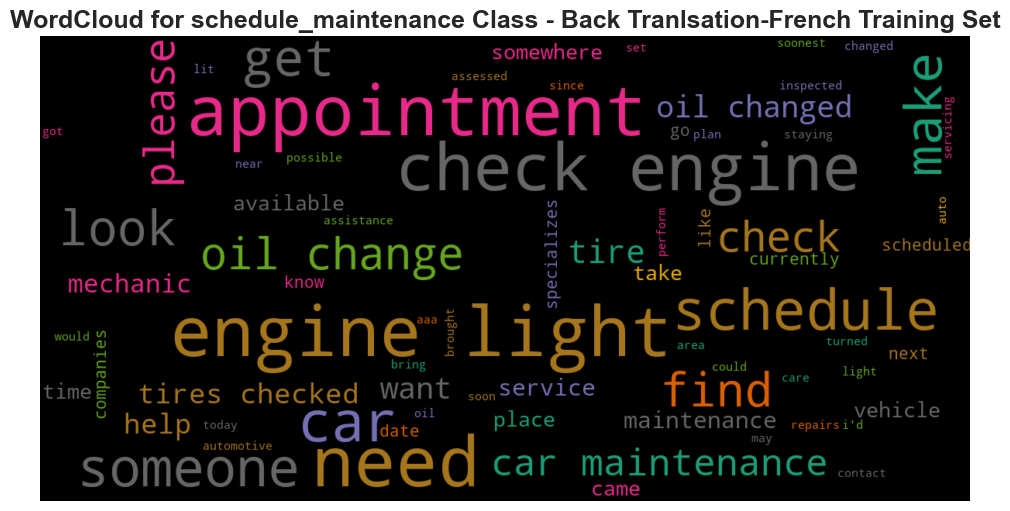 WordCloud for schedule_maintenance Class - Back Tranlsation-French Training Set
please
lit
get
somewhere
set
soonest
changed
assessed
since
inspected
make
servicing
appointment
oil changed
got
go
plan
staying
near
possible
check engine
available
assistance
look
oil change
specializes
tire
perform
like
check
auto
scheduled
currently
take
mechanic
know
engine light
aaa
brought
schedule
would
companies
area
turned
next
bring
could
care
light
time
tires checked
want
soon
service
find
help
today
car
oil
date
place
maintenance
vehicle
repairs
i'd
may
automotive
someone
need
car maintenance
contact
came